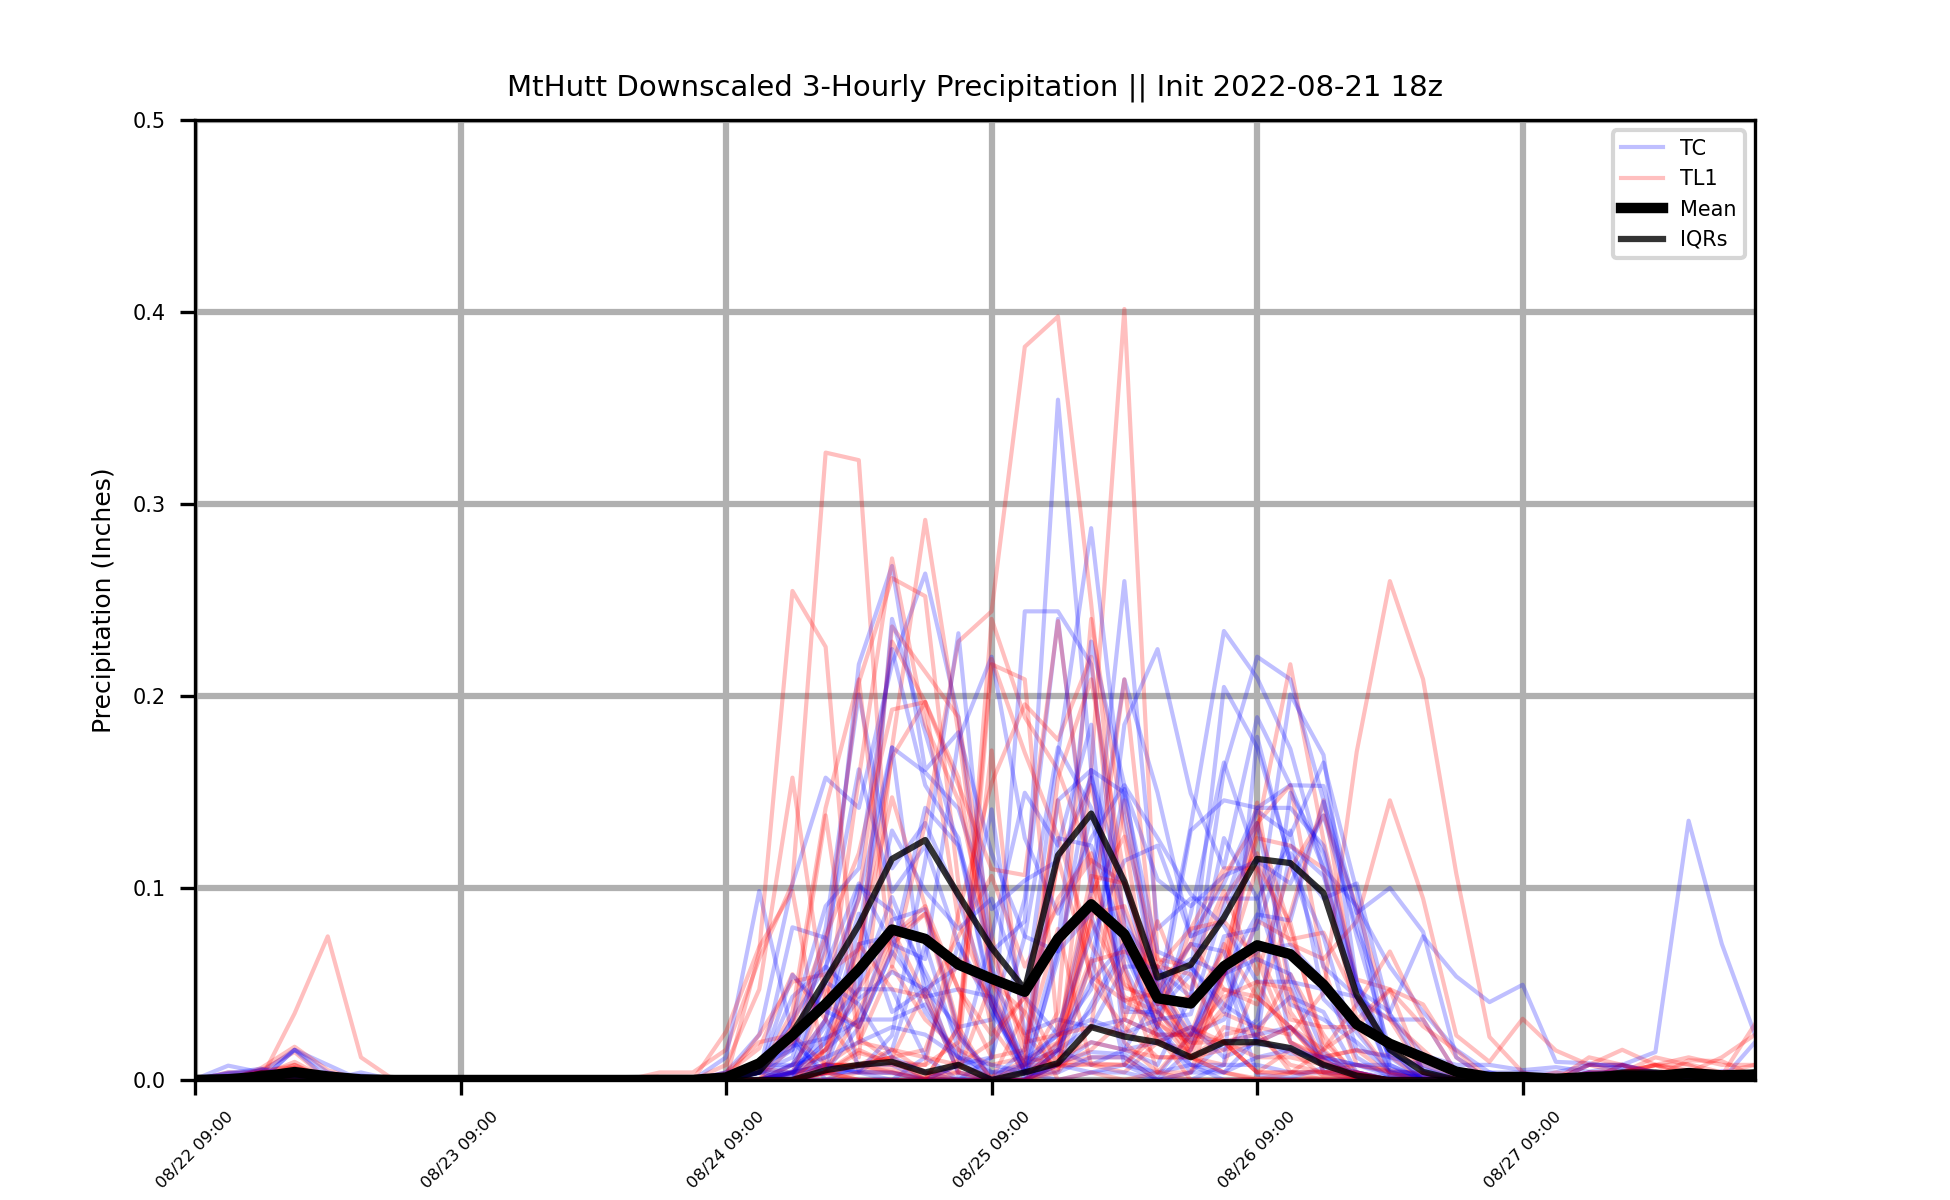 MtHutt Downscaled 3-Hourly Precipitation || Init 2022-08-21 18z
Precipitation (Inches)
0.5
0.4
0.3
0.2
0.1
0.0
TC
TL1
Mean
IQRs
08/22 09:00
08/23 09:00
08/24 09:00
08/25 09:00
08/26 09:00
08/27 09:00